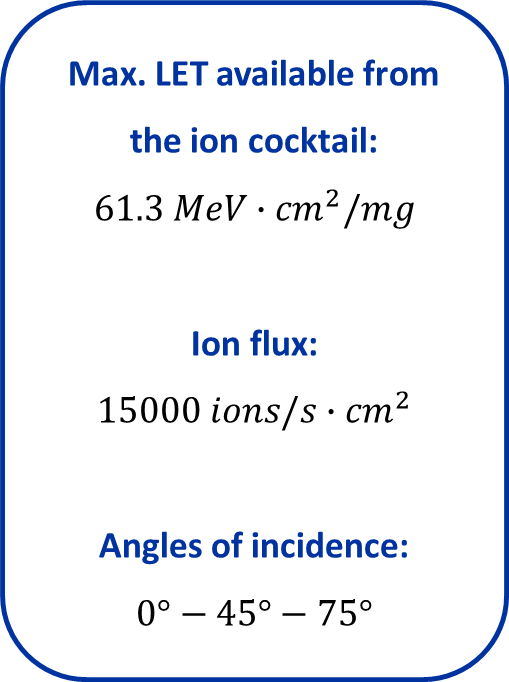 Max. LET available from
the ion cocktail:
61.3 MeV · cm²/mg
Ion flux:
15000 ions/s · cm²
Angles of incidence:
0° − 45° − 75°